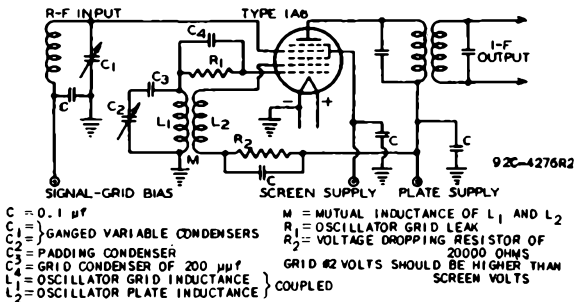 R-F INPUT
TYPE 1A6
C4
R1
C1
C3
C
C2
L1
L2
M
R2
C
-
+
C
C
I-F
OUTPUT
92C-4276R2
SIGNAL-GRID BIAS
SCREEN SUPPLY
PLATE SUPPLY
C = 0.1 µf
C =
C1 = } GANGED VARIABLE CONDENSERS
C2 = PADDING CONDENSER
C3 = GRID CONDENSER OF 200 µµf
L1 = OSCILLATOR GRID INDUCTANCE
L2 = OSCILLATOR PLATE INDUCTANCE } COUPLED
M = MUTUAL INDUCTANCE OF L1 AND L2
R1 = OSCILLATOR GRID LEAK
R2 = VOLTAGE DROPPING RESISTOR OF
20000 OHMS
GRID #2 VOLTS SHOULD BE HIGHER THAN
SCREEN VOLTS